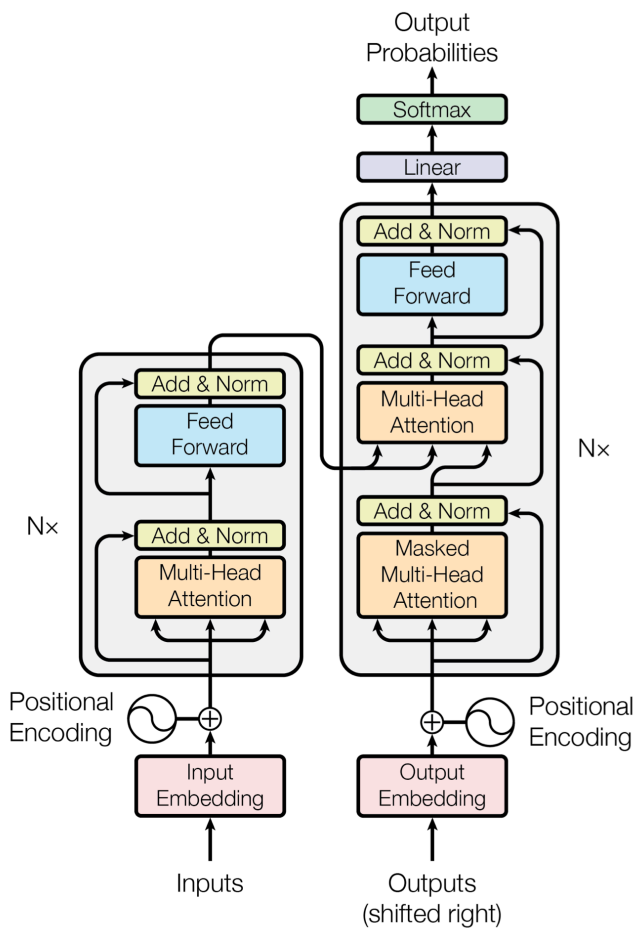 Output
Probabilities
Softmax
Linear
Add & Norm
Feed
Forward
Add & Norm
Multi-Head
Attention
Nx
Add & Norm
Masked
Multi-Head
Attention
Add & Norm
Feed
Forward
N×
Add & Norm
Multi-Head
Attention
Positional
Encoding
Positional
Encoding
Input
Embedding
Output
Embedding
Inputs
Outputs
(shifted right)